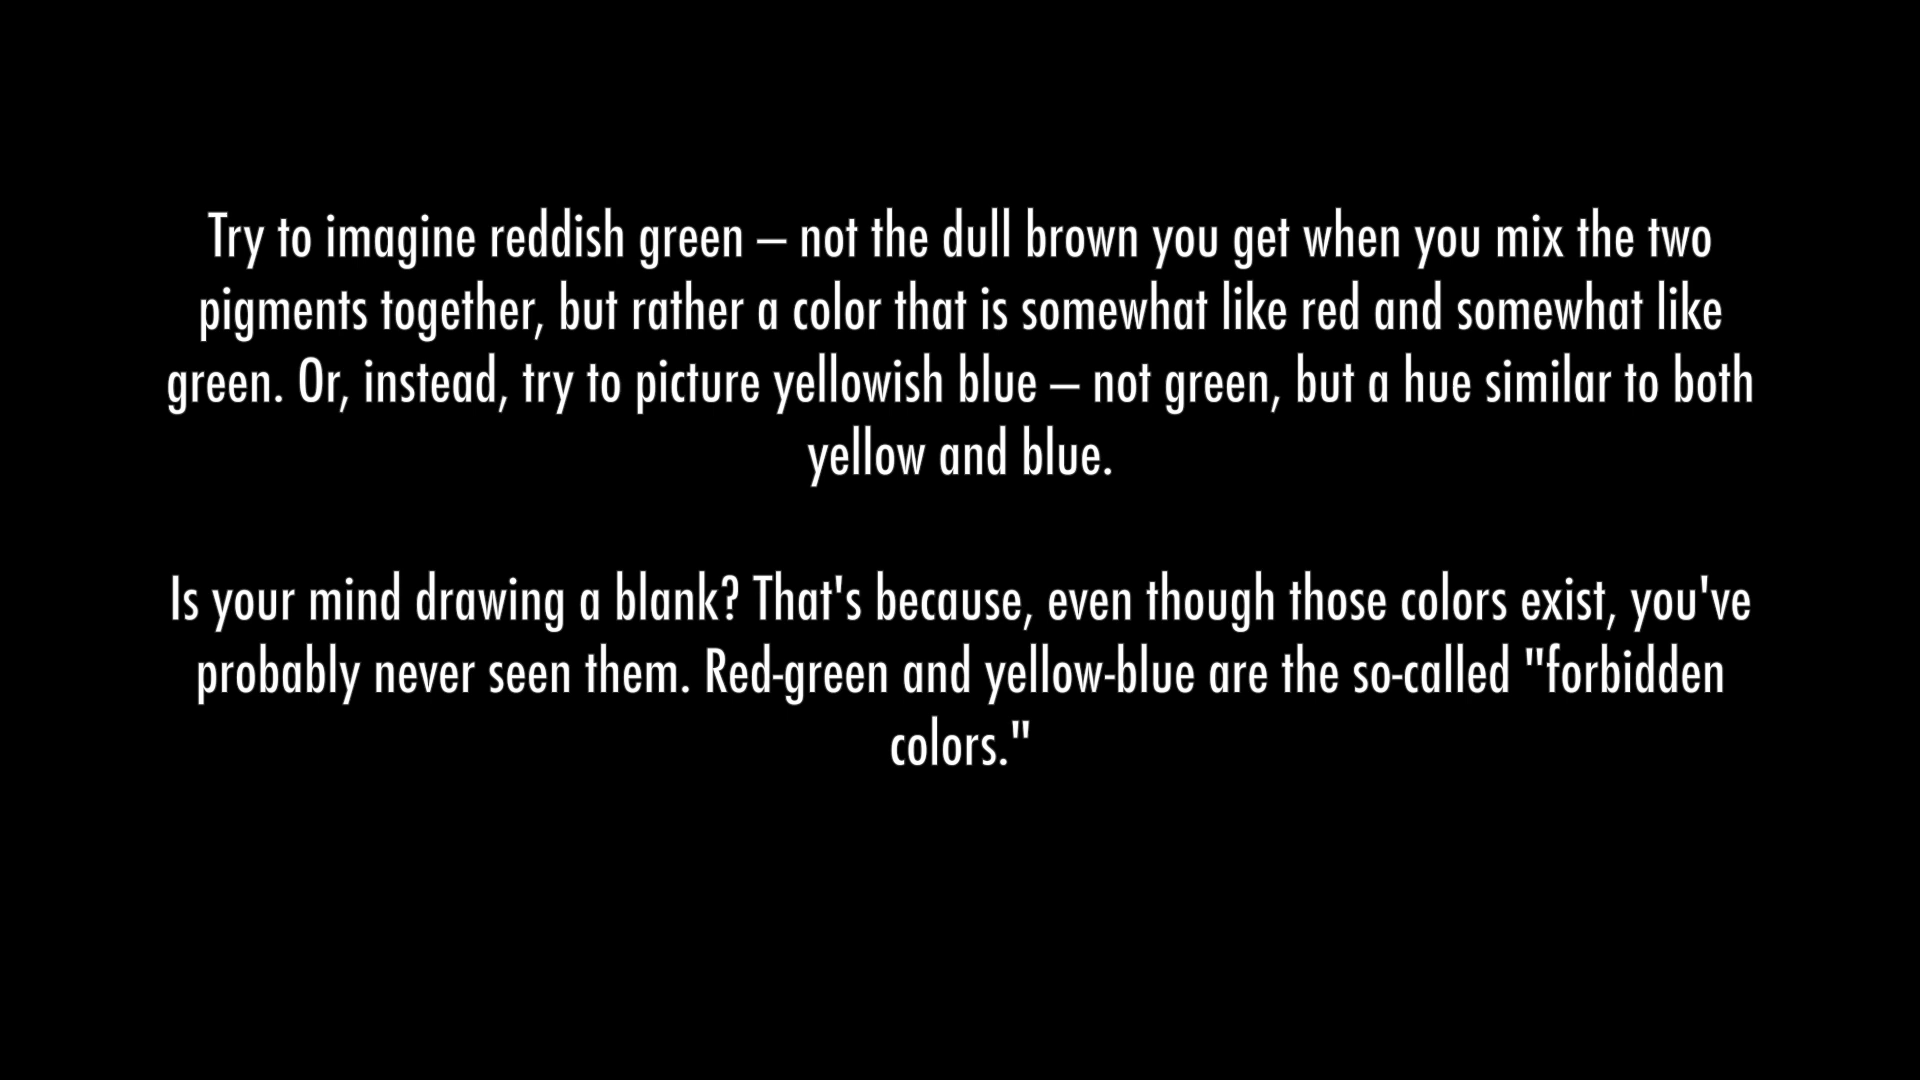 Try to imagine reddish green – not the dull brown you get when you mix the two
pigments together, but rather a color that is somewhat like red and somewhat like
green. Or, instead, try to picture yellowish blue – not green, but a hue similar to both
yellow and blue.
Is your mind drawing a blank? That's because, even though those colors exist, you've
probably never seen them. Red-green and yellow-blue are the so-called "forbidden
colors."